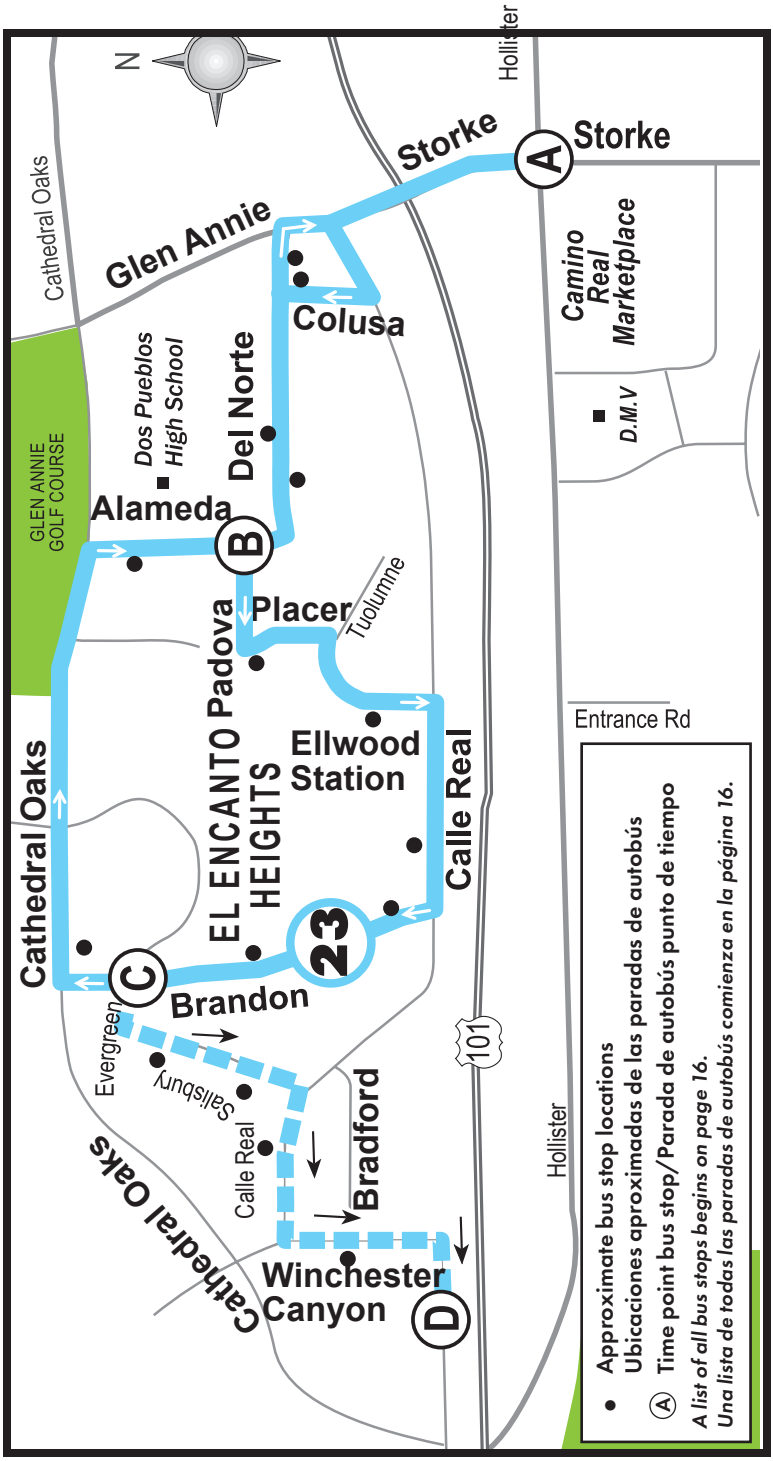 N
Cathedral Oaks
Glen Annie
Storke
Hollister
A
Storke
GLEN ANNIE
GOLF COURSE
Dos Pueblos
High School
Colusa
Camino
Real
Marketplace
D.M.V
Del Norte
Alameda
B
Placer
Tuolumne
Padova
Entrance Rd
Cathedral Oaks
EL ENCANTO
HEIGHTS
Ellwood
Station
Calle Real
C
23
Brandon
Evergreen
Salisbury
Calle Real
Cathedral Oaks
Bradford
101
Hollister
Winchester
Canyon
D
Approximate bus stop locations
Ubicaciones aproximadas de las paradas de autobús
A Time point bus stop/Parada de autobús punto de tiempo
A list of all bus stops begins on page 16.
Una lista de todas las paradas de autobús comienza en la página 16.